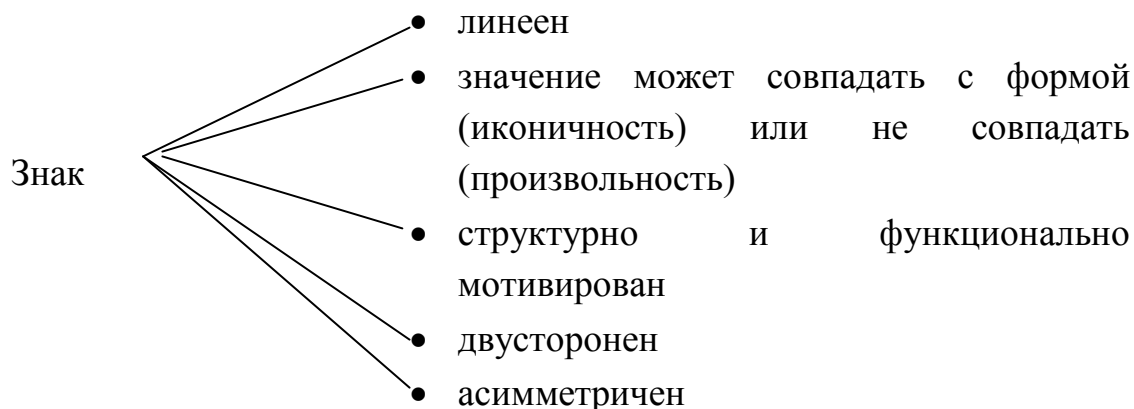 линеен
значение может совпадать с формой
(иконичность) или не совпадать
(произвольность)
Знак
структурно и функционально
мотивирован
двусторонен
асимметричен